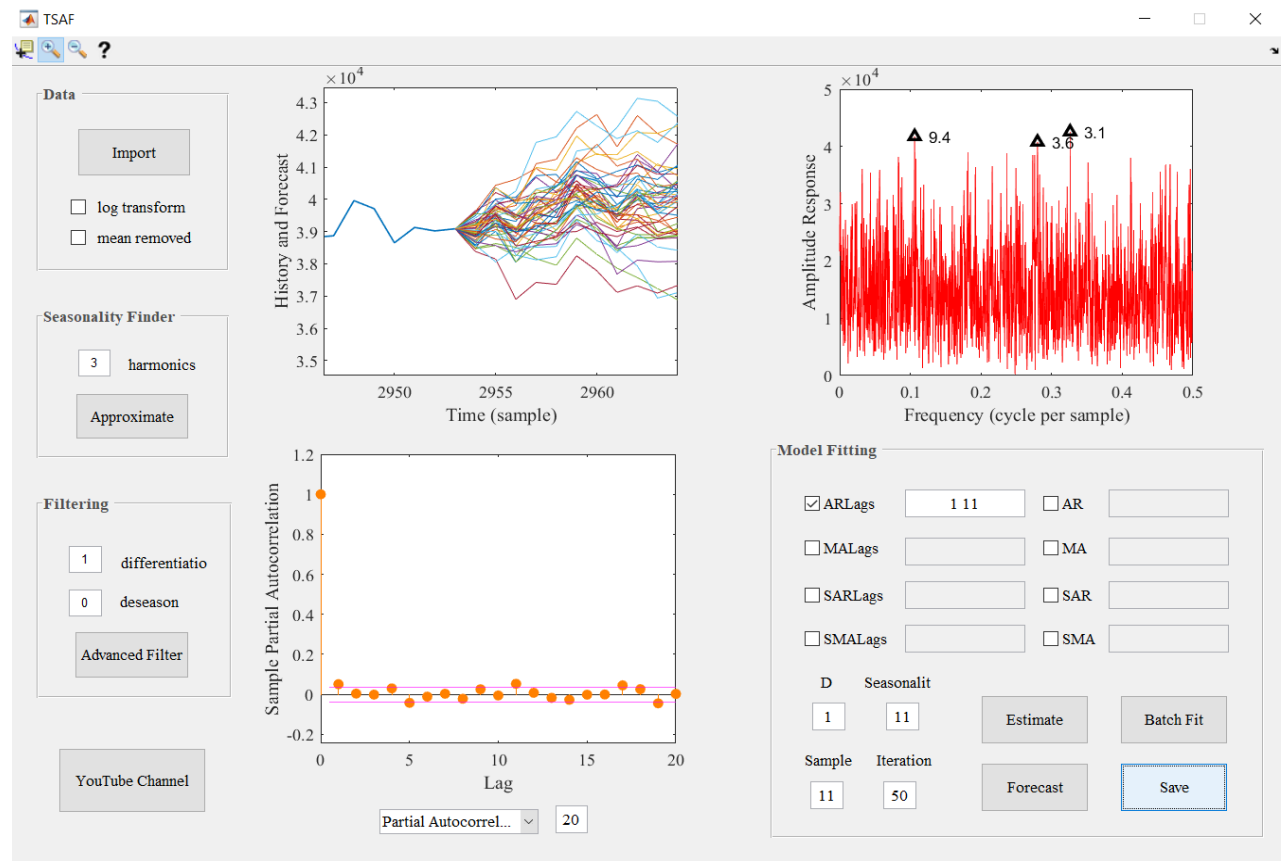 TSAF
?
Data
Import
log transform
mean removed
Seasonality Finder
3 harmonics
Approximate
Filtering
1 differentiatio
0 deseason
Advanced Filter
YouTube Channel
×10^4
4.3
4.2
4.1
4
3.9
3.8
3.7
3.6
3.5
History and Forecast
2950 2955 2960
Time (sample)
×10^4
5
4
3
2
1
0
Amplitude Response
9.4 3.6 3.1
0 0.1 0.2 0.3 0.4 0.5
Frequency (cycle per sample)
1.2
1
0.8
0.6
0.4
0.2
0
-0.2
Sample Partial Autocorrelation
0 5 10 15 20
Lag
Partial Autocorrel... 20
Model Fitting
ARLags 1 11 AR
MALags MA
SARLags SAR
SMALags SMA
D Seasonalit
1 11 Estimate Batch Fit
Sample Iteration
11 50 Forecast Save